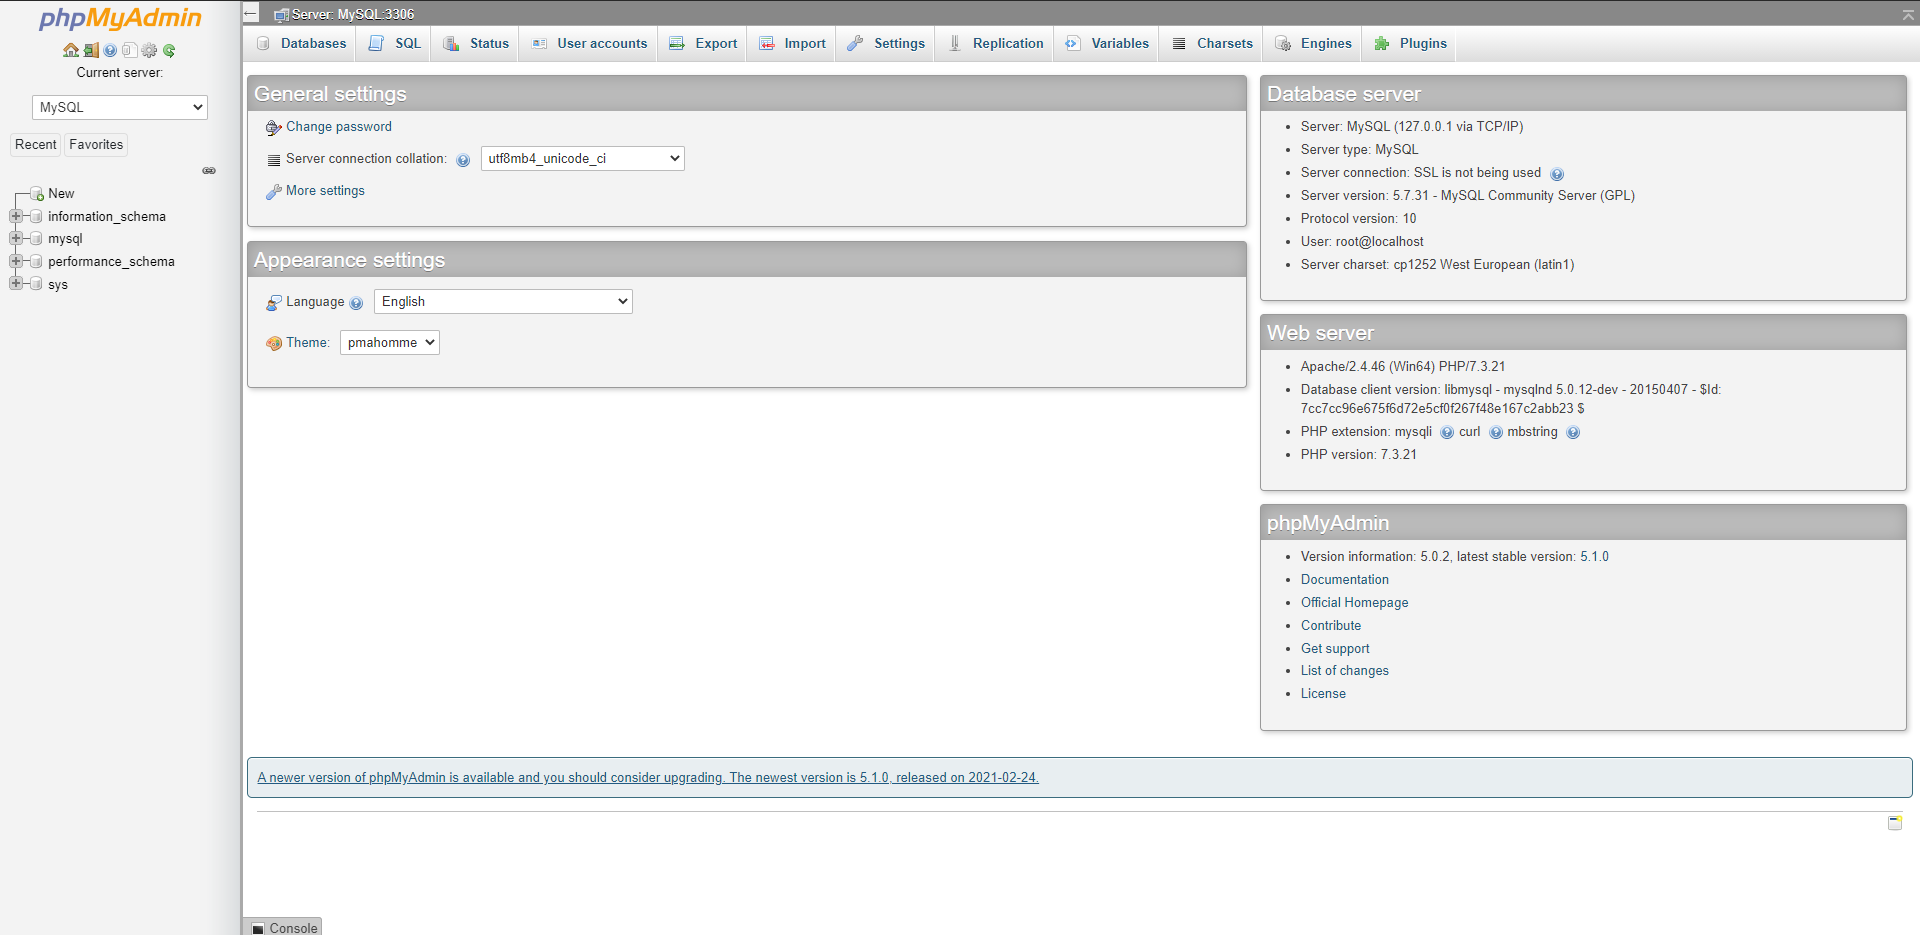 phpMyAdmin
Current server:
MySQL
Recent
Favorites
New
information_schema
mysql
performance_schema
sys
Server: MySQL:3306
Databases
SQL
Status
User accounts
Export
Import
Settings
Replication
Variables
Charsets
Engines
Plugins
General settings
Change password
Server connection collation:
utf8mb4_unicode_ci
More settings
Appearance settings
Language
English
Theme:
pmahomme
Database server
Server: MySQL (127.0.0.1 via TCP/IP)
Server type: MySQL
Server connection: SSL is not being used
Server version: 5.7.31 - MySQL Community Server (GPL)
Protocol version: 10
User: root@localhost
Server charset: cp1252 West European (latin1)
Web server
Apache/2.4.46 (Win64) PHP/7.3.21
Database client version: libmysql - mysqlnd 5.0.12-dev - 20150407 - $Id:
7cc7cc96e675f6d72e5cf0f267f48e167c2abb23 $
PHP extension: mysqli curl mbstring
PHP version: 7.3.21
phpMyAdmin
Version information: 5.0.2, latest stable version: 5.1.0
Documentation
Official Homepage
Contribute
Get support
List of changes
License
A newer version of phpMyAdmin is available and you should consider upgrading. The newest version is 5.1.0, released on 2021-02-24.
Console